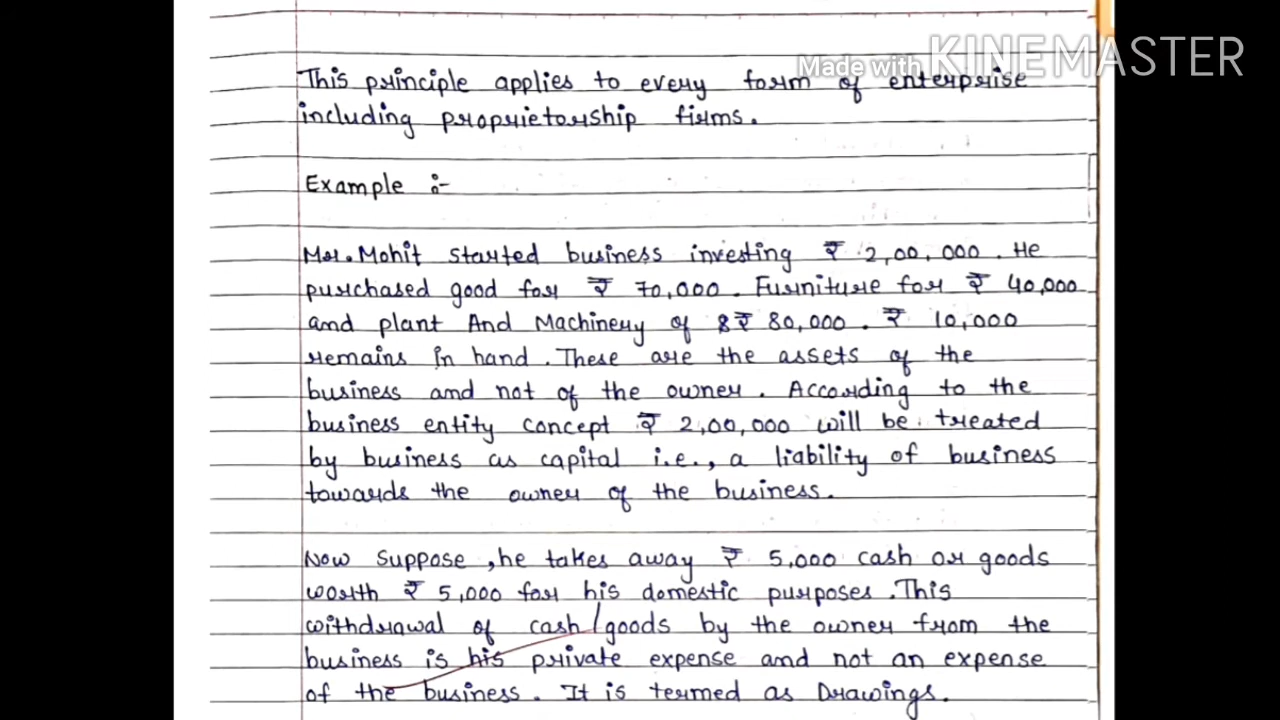 Made with KINEMASTER
This principle applies to every form of enterprise
including proprietorship firms.
Example :-
Mr. Mohit started business investing ₹ 2,00,000. He
purchased good for ₹ 70,000. Furniture for ₹ 40,000
and plant And Machinery of ₹ 80,000. ₹ 10,000
remains in hand. These are the assets of the
business and not of the owner. According to the
business entity concept ₹ 2,00,000 will be treated
by business as capital i.e., a liability of business
towards the owner of the business.
Now suppose, he takes away ₹ 5,000 cash or goods
worth ₹ 5,000 for his domestic purposes. This
withdrawal of cash/goods by the owner from the
business is his private expense and not an expense
of the business. It is termed as Drawings.